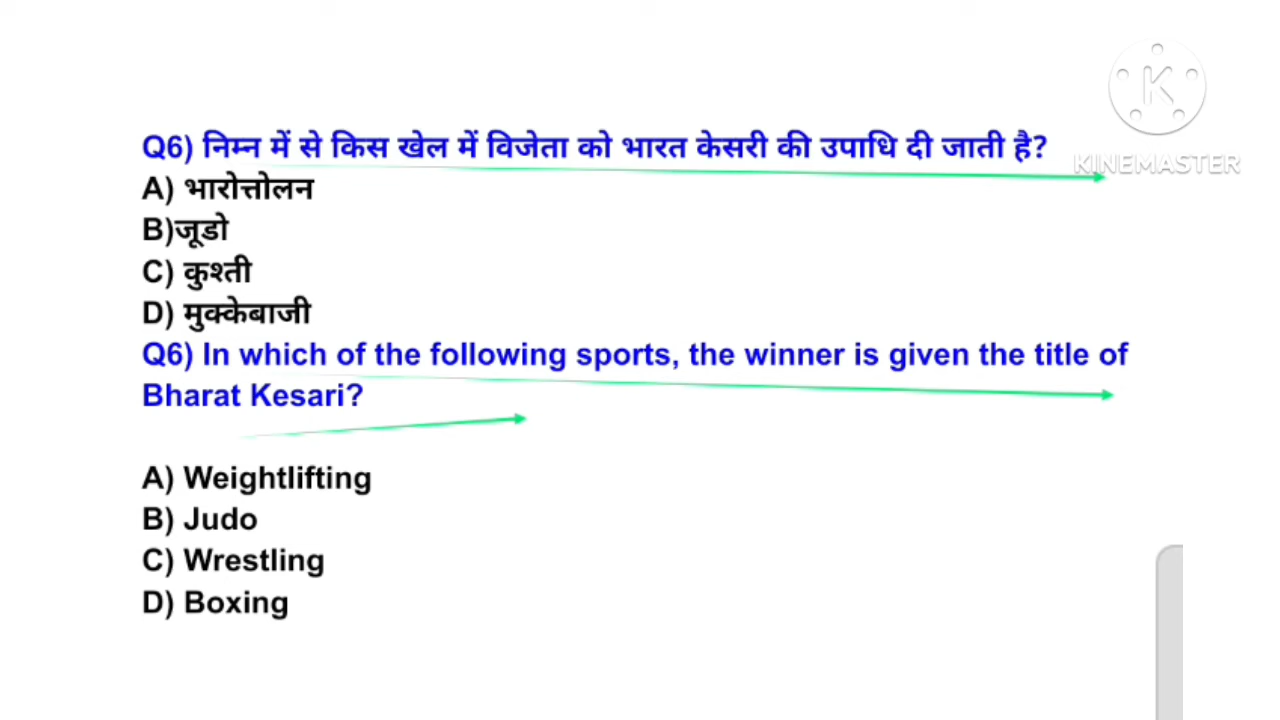 Q6) निम्न में से किस खेल में विजेता को भारत केसरी की उपाधि दी जाती है?
A) भारोत्तोलन
B)जूडो
C) कुश्ती
D) मुक्केबाजी
Q6) In which of the following sports, the winner is given the title of
Bharat Kesari?
A) Weightlifting
B) Judo
C) Wrestling
D) Boxing
K
KINEMASTER